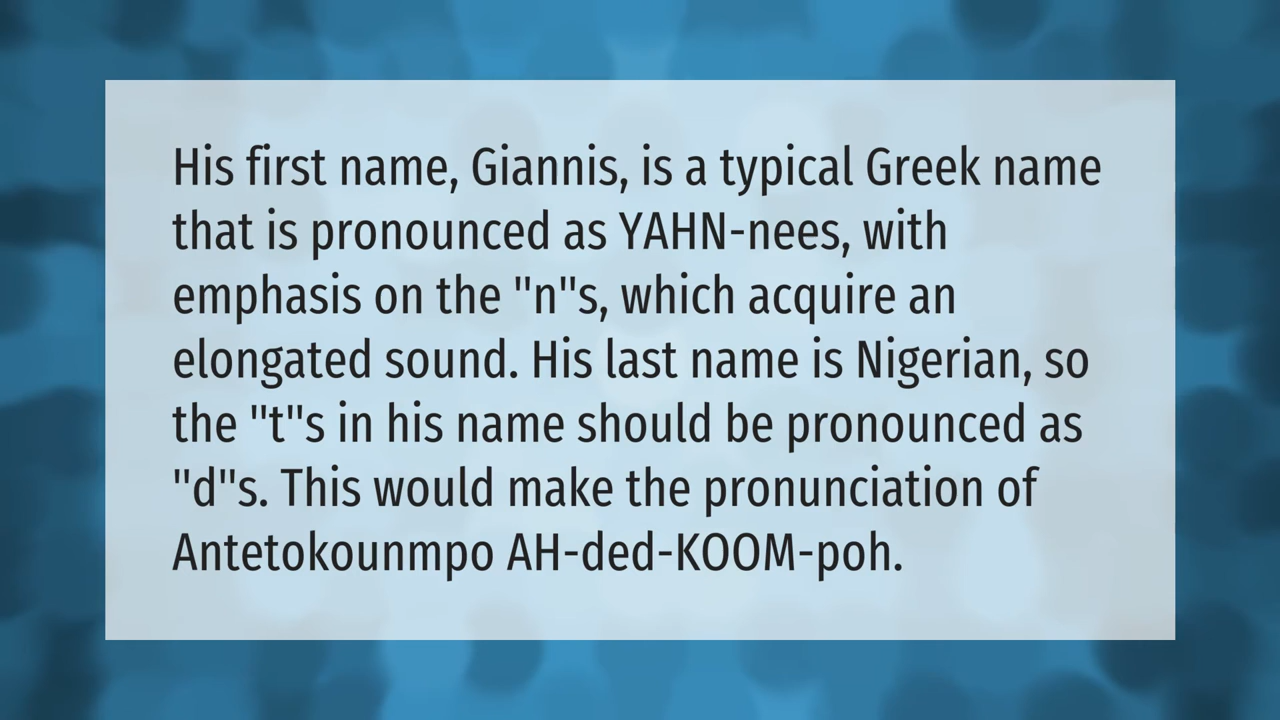 His first name, Giannis, is a typical Greek name
that is pronounced as YAHN-nees, with
emphasis on the "n"s, which acquire an
elongated sound. His last name is Nigerian, so
the "t"s in his name should be pronounced as
"d"s. This would make the pronunciation of
Antetokounmpo AH-ded-KOOM-poh.